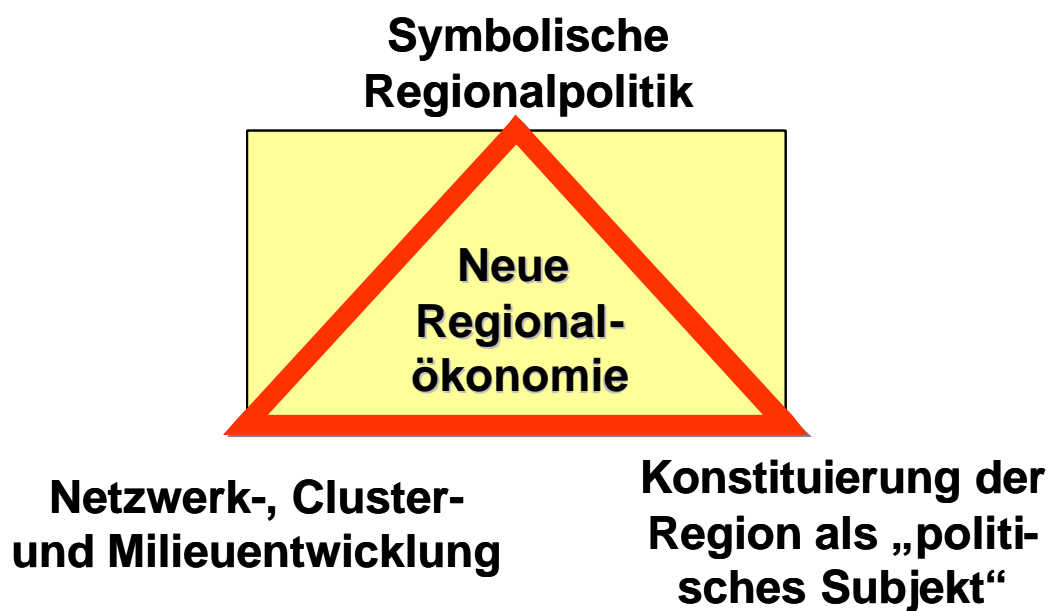 Symbolische
Regionalpolitik
Neue
Regional-
ökonomie
Netzwerk-, Cluster-
und Milieuentwicklung
Konstituierung der
Region als „politi-
sches Subjekt“